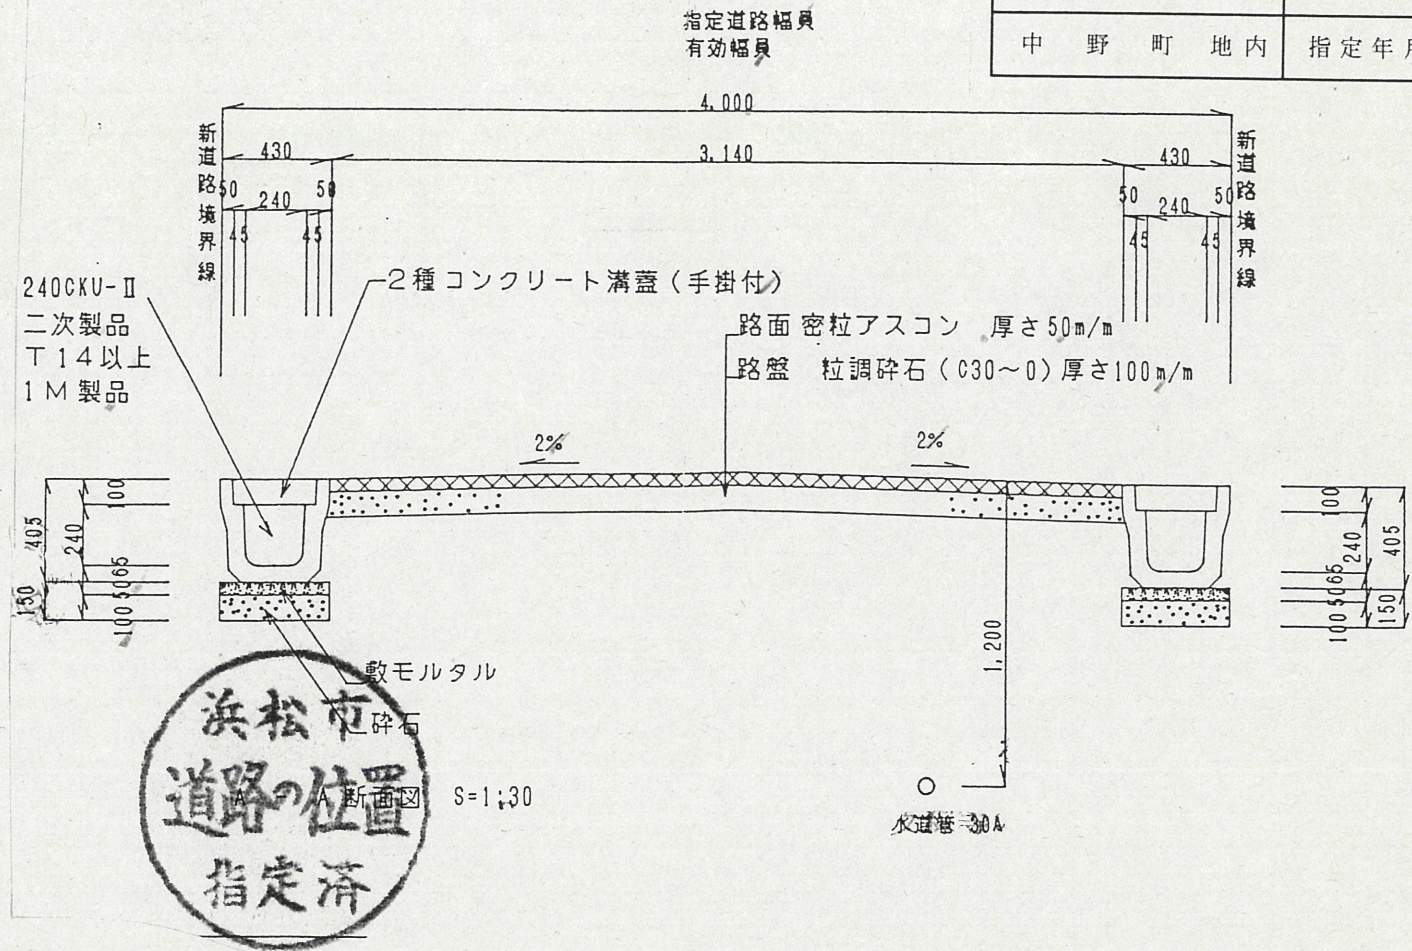 指定道路幅員
有効幅員
中野町地内
指定年
4,000
新道路境界線
430
3,140
430
新道路境界線
50
240
50
50
240
50
45
45
45
45
240CKU-Ⅱ
二次製品
T14以上
1M製品
2種コンクリート溝蓋(手掛付)
路面 密粒アスコン 厚さ50m/m
路盤 粒調砕石(C30~0)厚さ100m/m
2%
2%
100
240
405
65
50
100
150
100
240
405
65
50
100
150
1,200
敷モルタル
砕石
A - A 断面図 S=1:30
水道管 30A
浜松市
道路の位置
指定済